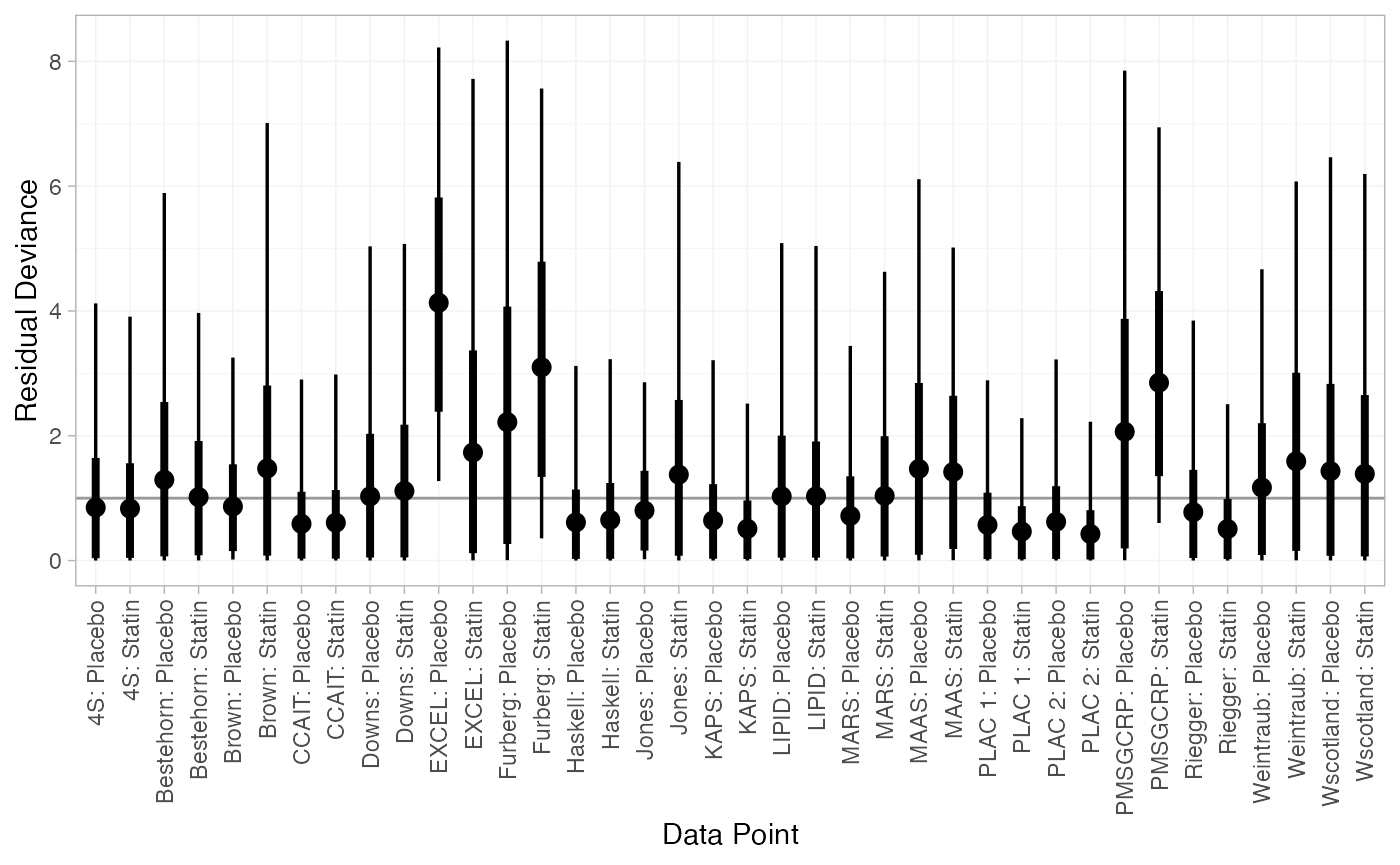 Residual Deviance
8
6
4
2
0
4S: Placebo
4S: Statin
Bestehorn: Placebo
Bestehorn: Statin
Brown: Placebo
Brown: Statin
CCAIT: Placebo
CCAIT: Statin
Downs: Placebo
Downs: Statin
EXCEL: Placebo
EXCEL: Statin
Furberg: Placebo
Furberg: Statin
Haskell: Placebo
Haskell: Statin
Jones: Placebo
Jones: Statin
KAPS: Placebo
KAPS: Statin
LIPID: Placebo
LIPID: Statin
MARS: Placebo
MARS: Statin
MAAS: Placebo
MAAS: Statin
PLAC 1: Placebo
PLAC 1: Statin
PLAC 2: Placebo
PLAC 2: Statin
PMSGCRP: Placebo
PMSGCRP: Statin
Riegger: Placebo
Riegger: Statin
Weintraub: Placebo
Weintraub: Statin
Wscotland: Placebo
Wscotland: Statin
Data Point